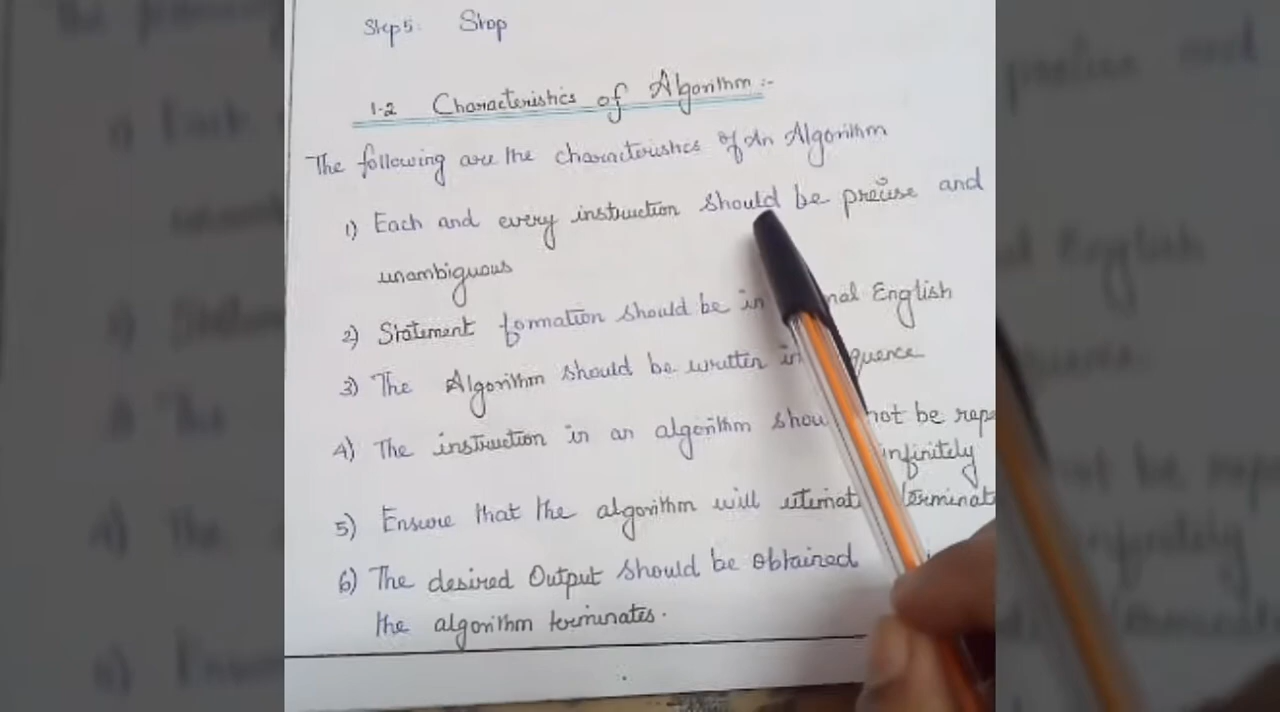 Step5: Stop
1-2 Characteristics of Algorithm:-
The following are the characteristics of an Algorithm
1) Each and every instruction should be precise and
unambiguous
2) Statement formation should be in English
3) The Algorithm should be written in
4) The instruction in an algorithm not be
infinitely
5) Ensure that the algorithm will
6) The desired Output should be obtained
the algorithm terminates.